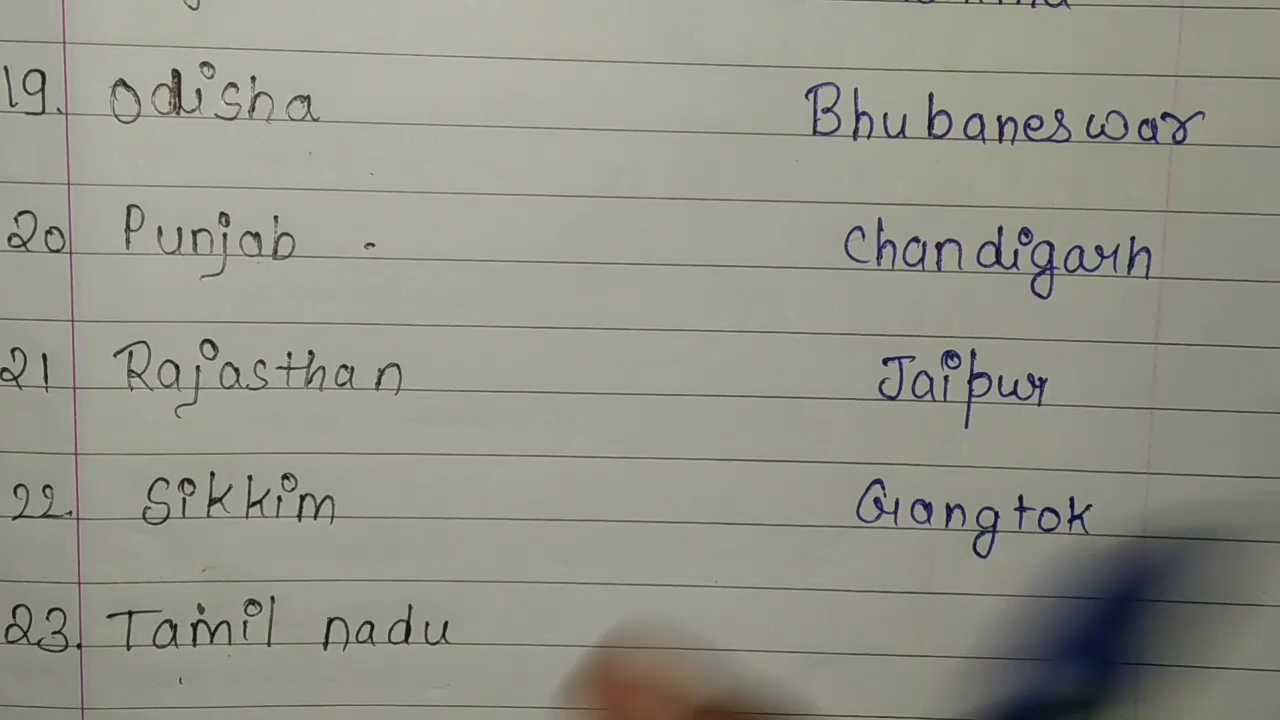 19. Odisha Bhubaneswar
20 Punjab . Chandigarh
21 Rajasthan Jaipur
22. Sikkim Gangtok
23. Tamil nadu